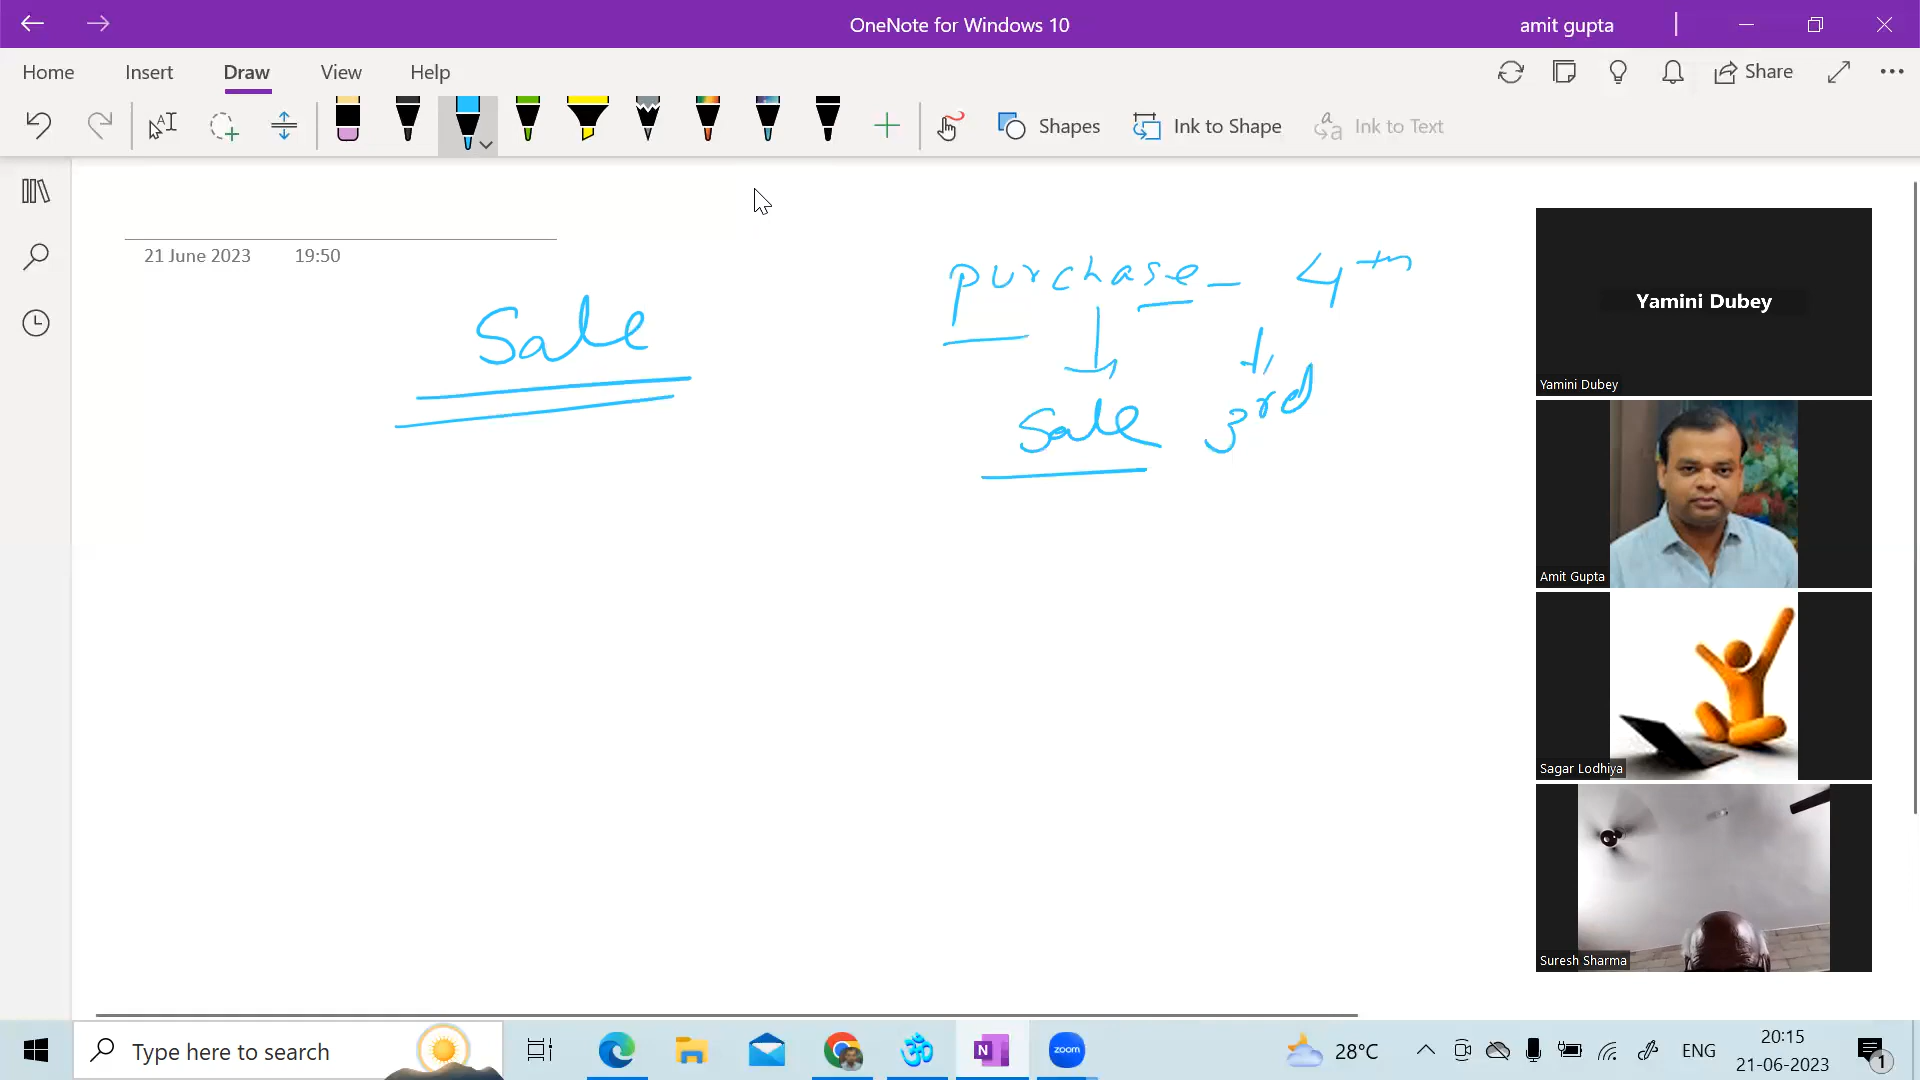 OneNote for Windows 10
amit gupta
Home Insert Draw View Help
Share
Shapes
Ink to Shape
Ink to Text
21 June 2023 19:50
Sale
purchase - 4th
Sale 3rd
Yamini Dubey
Yamini Dubey
Amit Gupta
Sagar Lodhiya
Suresh Sharma
Type here to search
zoom
28°C
ENG
20:15
21-06-2023
1